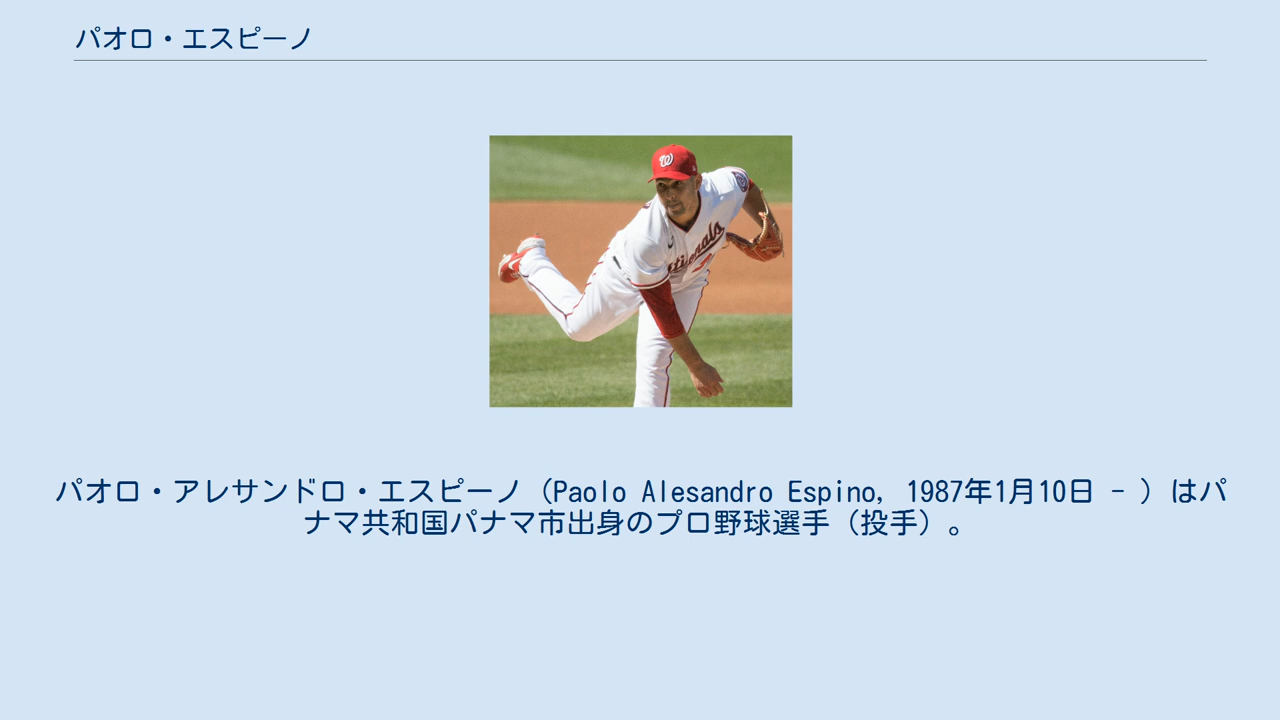 パオロ・エスピーノ
W
tionals
パオロ・アレサンドロ・エスピーノ（Paolo Alesandro Espino, 1987年1月10日 - ）はパ
ナマ共和国パナマ市出身のプロ野球選手（投手）。